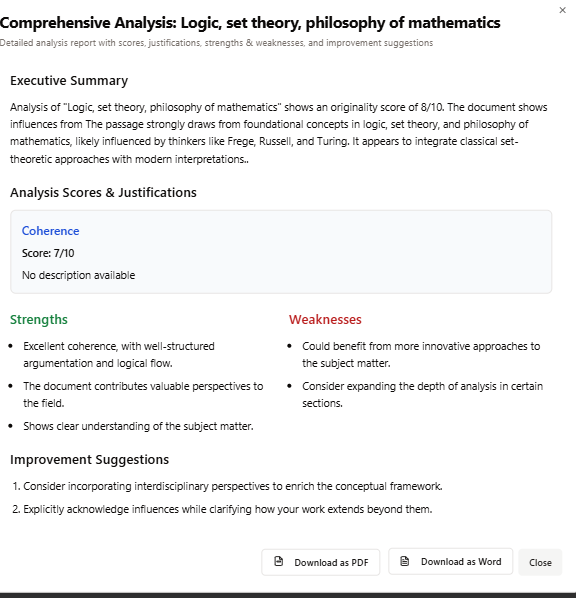 Comprehensive Analysis: Logic, set theory, philosophy of mathematics
Detailed analysis report with scores, justifications, strengths & weaknesses, and improvement suggestions
Executive Summary
Analysis of "Logic, set theory, philosophy of mathematics" shows an originality score of 8/10. The document shows
influences from The passage strongly draws from foundational concepts in logic, set theory, and philosophy of
mathematics, likely influenced by thinkers like Frege, Russell, and Turing. It appears to integrate classical set-
theoretic approaches with modern interpretations..
Analysis Scores & Justifications
Coherence
Score: 7/10
No description available
Strengths
• Excellent coherence, with well-structured
argumentation and logical flow.
• The document contributes valuable perspectives to
the field.
• Shows clear understanding of the subject matter.
Weaknesses
• Could benefit from more innovative approaches to
the subject matter.
• Consider expanding the depth of analysis in certain
sections.
Improvement Suggestions
1. Consider incorporating interdisciplinary perspectives to enrich the conceptual framework.
2. Explicitly acknowledge influences while clarifying how your work extends beyond them.
Download as PDF
Download as Word
Close